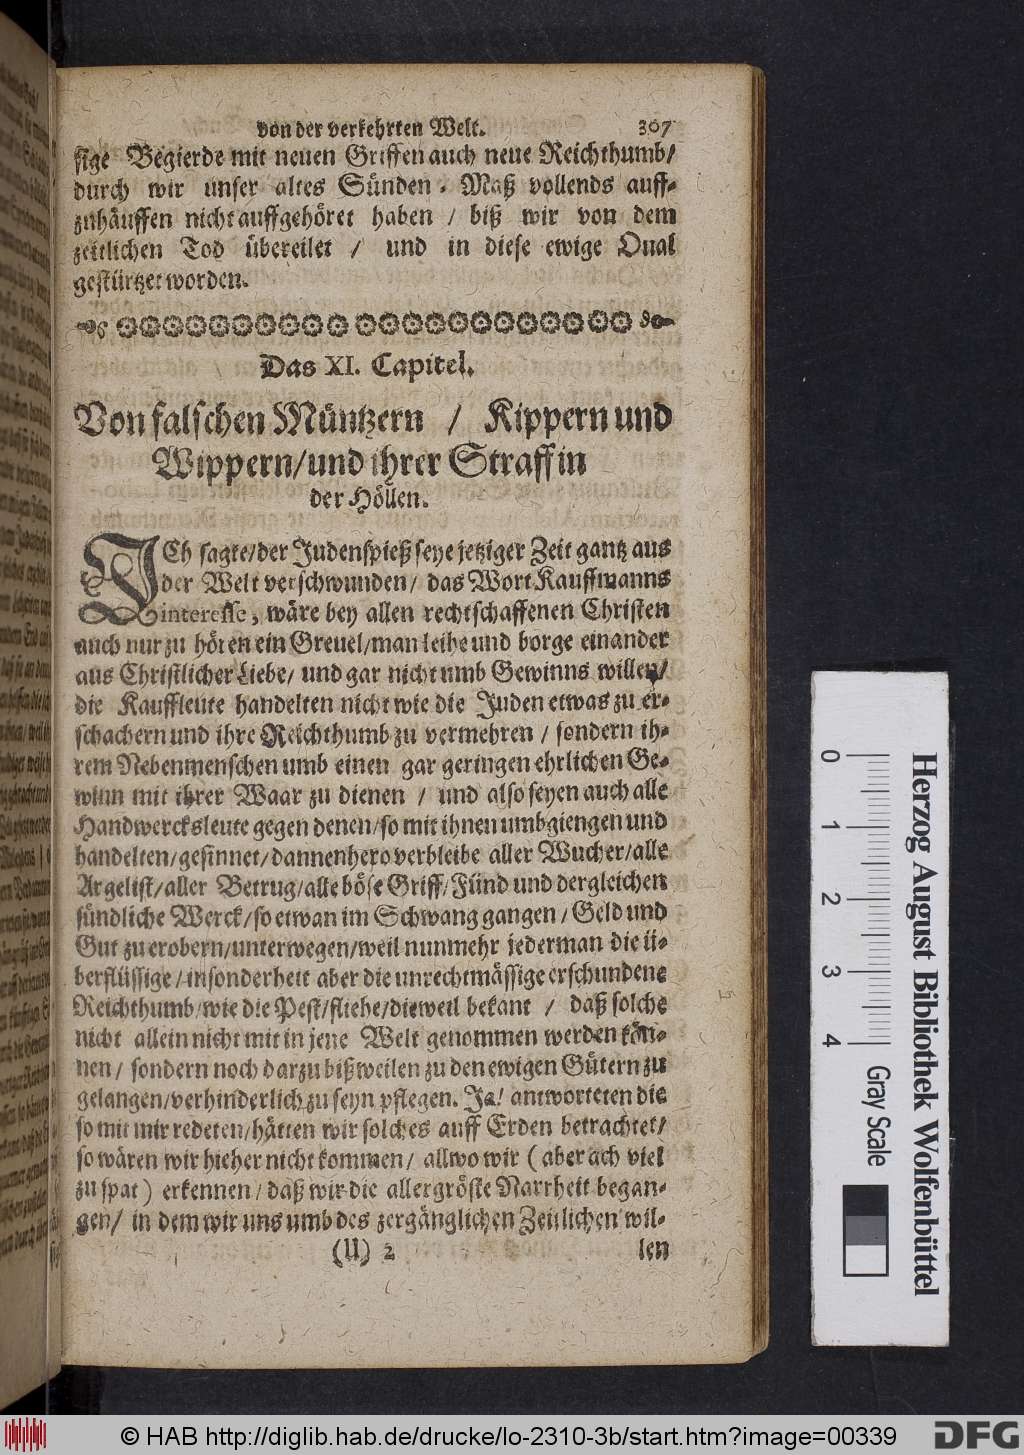 von der verkehrten Welt. 307
sige Begierde mit neuen Griffen auch neue Reichthumb/
durch wir unser altes Sünden-Maß vollends auff-
zuhäuffen nicht auffgehöret haben / biß wir von dem
zeitlichen Tod übereilet / und in diese ewige Qual
gestürtzet worden.
Das XI. Capitel.
Von falschen Müntzern / Kippern und
Wippern/und ihrer Straff in
der Höllen.
ICh sagte/der Judenspieß seye jetziger Zeit gantz aus
der Welt verschwunden/ das Wort Kauffmanns
interesse, wäre bey allen rechtschaffenen Christen
auch nur zu hören ein Greuel/man leihe und borge einander
aus Christlicher Liebe/ und gar nicht umb Gewinns willen/
die Kauffleute handelten nicht wie die Juden etwas zu er-
schachern und ihre Reichthumb zu vermehren / sondern ih-
rem Nebenmenschen umb einen gar geringen ehrlichen Ge-
winn mit ihrer Waar zu dienen / und also seyen auch alle
Handwercksleute gegen denen/so mit ihnen umbgiengen und
handelten/gesinnet/dannenhero verbleibe aller Wucher/alle
Argelist/aller Betrug/alle böse Griff/Fünd und dergleichen
sündliche Werck/so etwan im Schwang gangen/Geld und
Gut zu erobern/unterwegen/weil nunmehr jederman die ü-
berflüssige/insonderheit aber die unrechtmässige erschundene
Reichthumb/wie die Pest/fliehe/dieweil bekant / daß solche
nicht allein nicht mit in jene Welt genommen werden kön-
nen/ sondern noch darzu bißweilen zu den ewigen Gütern zu
gelangen/verhinderlich zu seyn pflegen. Ja! antworteten die
so mit mir redeten/hätten wir solches auff Erden betrachtet/
so wären wir hieher nicht kommen/ allwo wir (aber ach viel
zu spat) erkennen/daß wir die allergröste Narrheit began-
gen/ in dem wir uns umb des zergänglichen Zeitlichen wil-
(U) 2 len
Herzog August Bibliothek Wolfenbüttel
0 1 2 3 4 Gray Scale
© HAB http://diglib.hab.de/drucke/lo-2310-3b/start.htm?image=00339
DFG